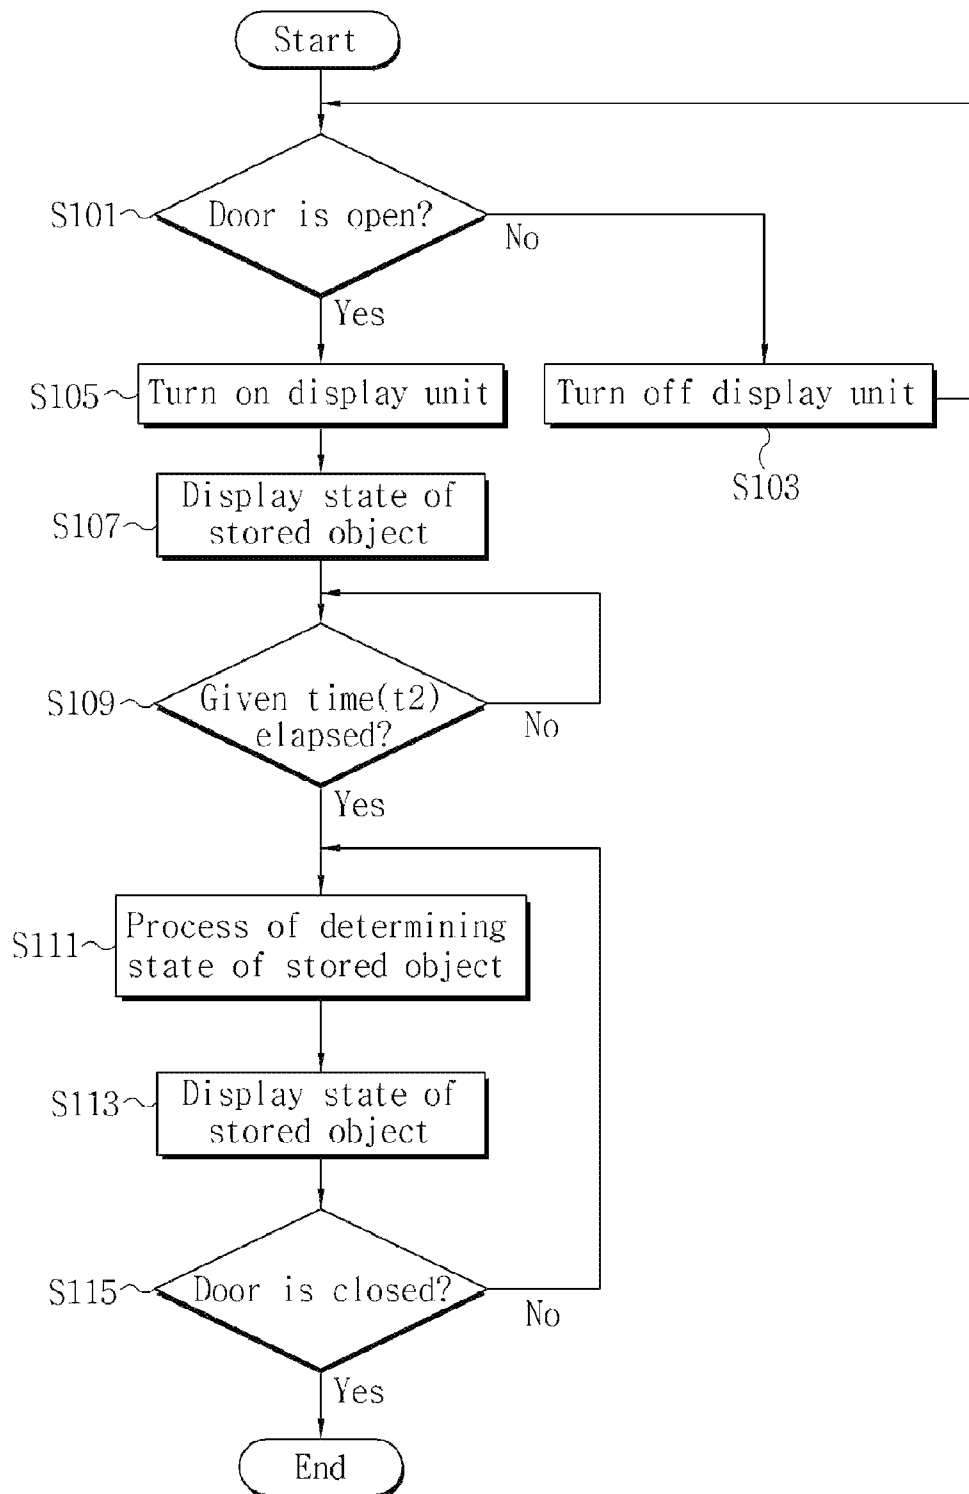 Start
S101
Door is open?
No
Yes
S105
Turn on display unit
Turn off display unit
S103
S107
Display state of
stored object
S109
Given time(t2)
elapsed?
No
Yes
S111
Process of determining
state of stored object
S113
Display state of
stored object
S115
Door is closed?
No
Yes
End